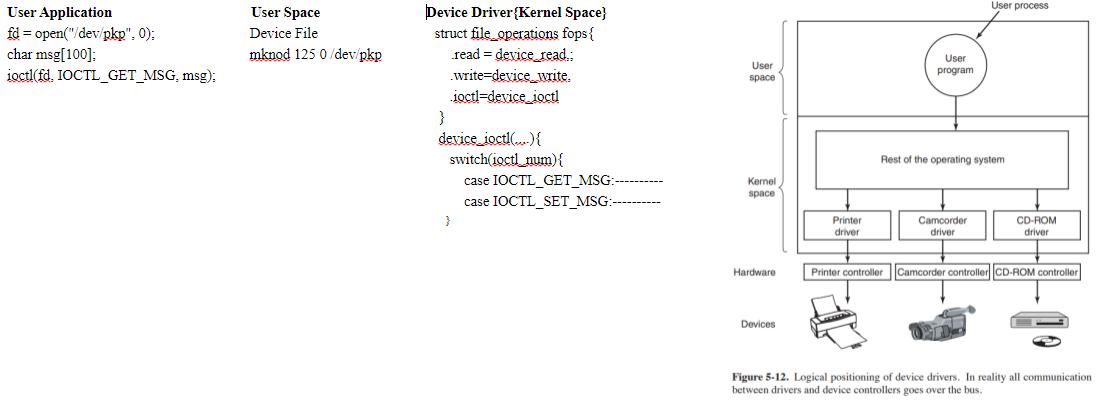 User Application
fd = open("/dev/pkp", 0);
char msg[100];
ioctl(fd, IOCTL_GET_MSG, msg);
User Space
Device File
mknod 125 0 /dev/pkp
Device Driver{Kernel Space}
struct file_operations fops{
.read = device_read,;
.write=device_write,
.ioctl=device_ioctl
}
device_ioctl(,...){
switch(ioctl_num){
case IOCTL_GET_MSG:----------
case IOCTL_SET_MSG:----------
}
User process
User
space
User
program
Kernel
space
Rest of the operating system
Printer
driver
Camcorder
driver
CD-ROM
driver
Hardware
Printer controller
Camcorder controller
CD-ROM controller
Devices
Figure 5-12. Logical positioning of device drivers. In reality all communication
between drivers and device controllers goes over the bus.